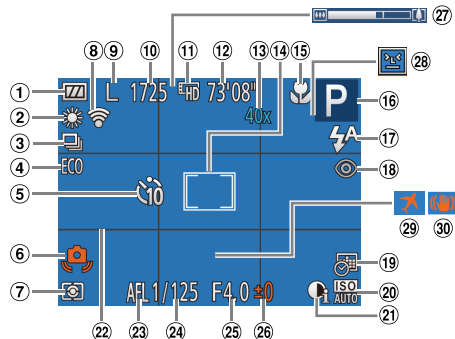 ⑧ ⑨ ⑩ ⑪ ⑫ ⑬ ⑭ ⑮ ㉗
① L 1725 HD 73'08" P ⑯ ㉘
② 40x
③ A ⑰
④ ECO ⑱
⑤ 10
㉙ ㉚
⑥ ⑲
⑦ AFL 1/125 F4.0 ±0 i ISO AUTO ⑳
㉒ ㉓ ㉔ ㉕ ㉖ ㉑